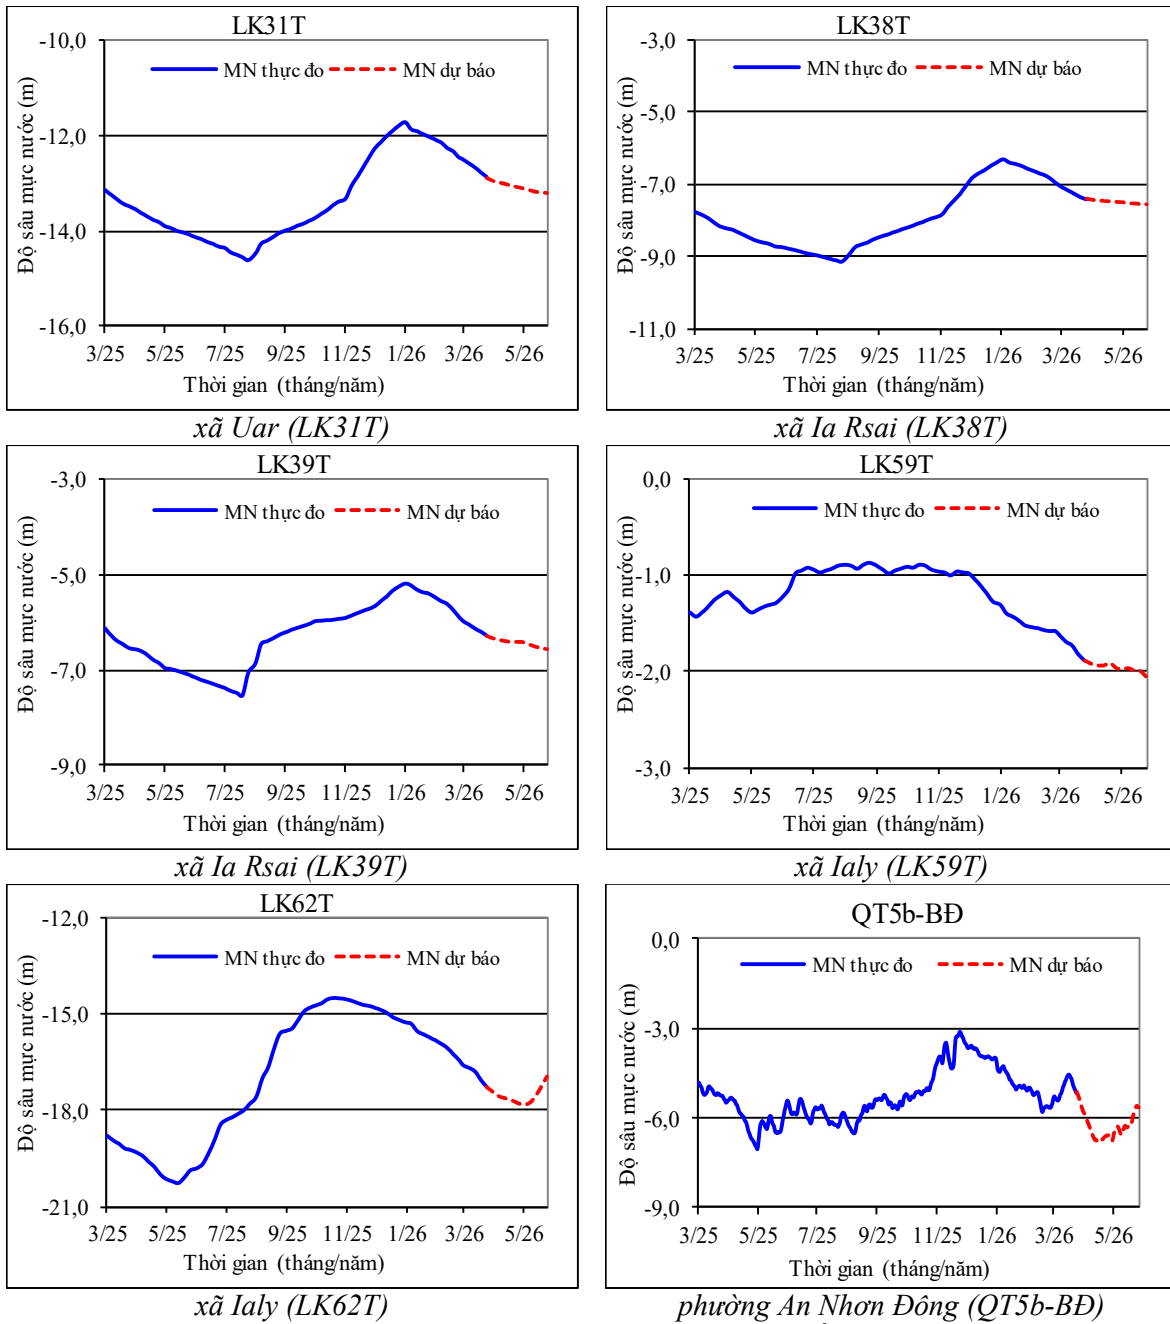 LK31T
MN thực đo MN dự báo
Độ sâu mực nước (m)
-10,0
-12,0
-14,0
-16,0
3/25 5/25 7/25 9/25 11/25 1/26 3/26 5/26
Thời gian (tháng/năm)
xã Uar (LK31T)
LK38T
MN thực đo MN dự báo
Độ sâu mực nước (m)
-3,0
-5,0
-7,0
-9,0
-11,0
3/25 5/25 7/25 9/25 11/25 1/26 3/26 5/26
Thời gian (tháng/năm)
xã Ia Rsai (LK38T)
LK39T
MN thực đo MN dự báo
Độ sâu mực nước (m)
-3,0
-5,0
-7,0
-9,0
3/25 5/25 7/25 9/25 11/25 1/26 3/26 5/26
Thời gian (tháng/năm)
xã Ia Rsai (LK39T)
LK59T
MN thực đo MN dự báo
Độ sâu mực nước (m)
0,0
-1,0
-2,0
-3,0
3/25 5/25 7/25 9/25 11/25 1/26 3/26 5/26
Thời gian (tháng/năm)
xã Ialy (LK59T)
LK62T
MN thực đo MN dự báo
Độ sâu mực nước (m)
-12,0
-15,0
-18,0
-21,0
3/25 5/25 7/25 9/25 11/25 1/26 3/26 5/26
Thời gian (tháng/năm)
xã Ialy (LK62T)
QT5b-BĐ
MN thực đo MN dự báo
Độ sâu mực nước (m)
0,0
-3,0
-6,0
-9,0
3/25 5/25 7/25 9/25 11/25 1/26 3/26 5/26
Thời gian (tháng/năm)
phường An Nhơn Đông (QT5b-BĐ)